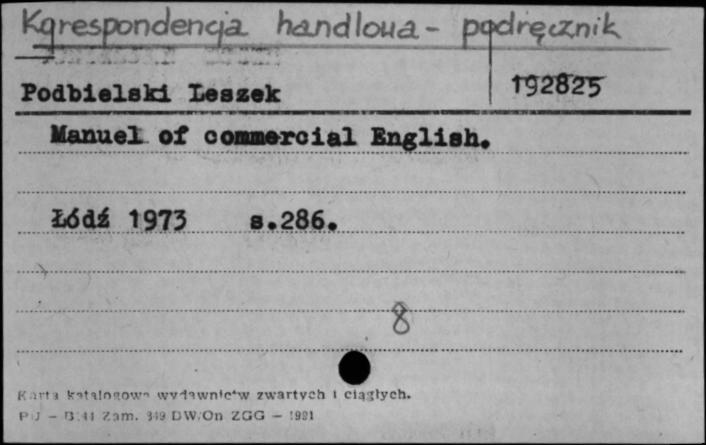 Korespondencja handlowa - podręcznik
Podbielski Leszek 192825
Manuel of commercial English.
Łódź 1973 s.286.
8
Karta katalogowa wydawnictw zwartych i ciągłych.
PU - B/41 Zam. 349 DW/On ZGG - 1981